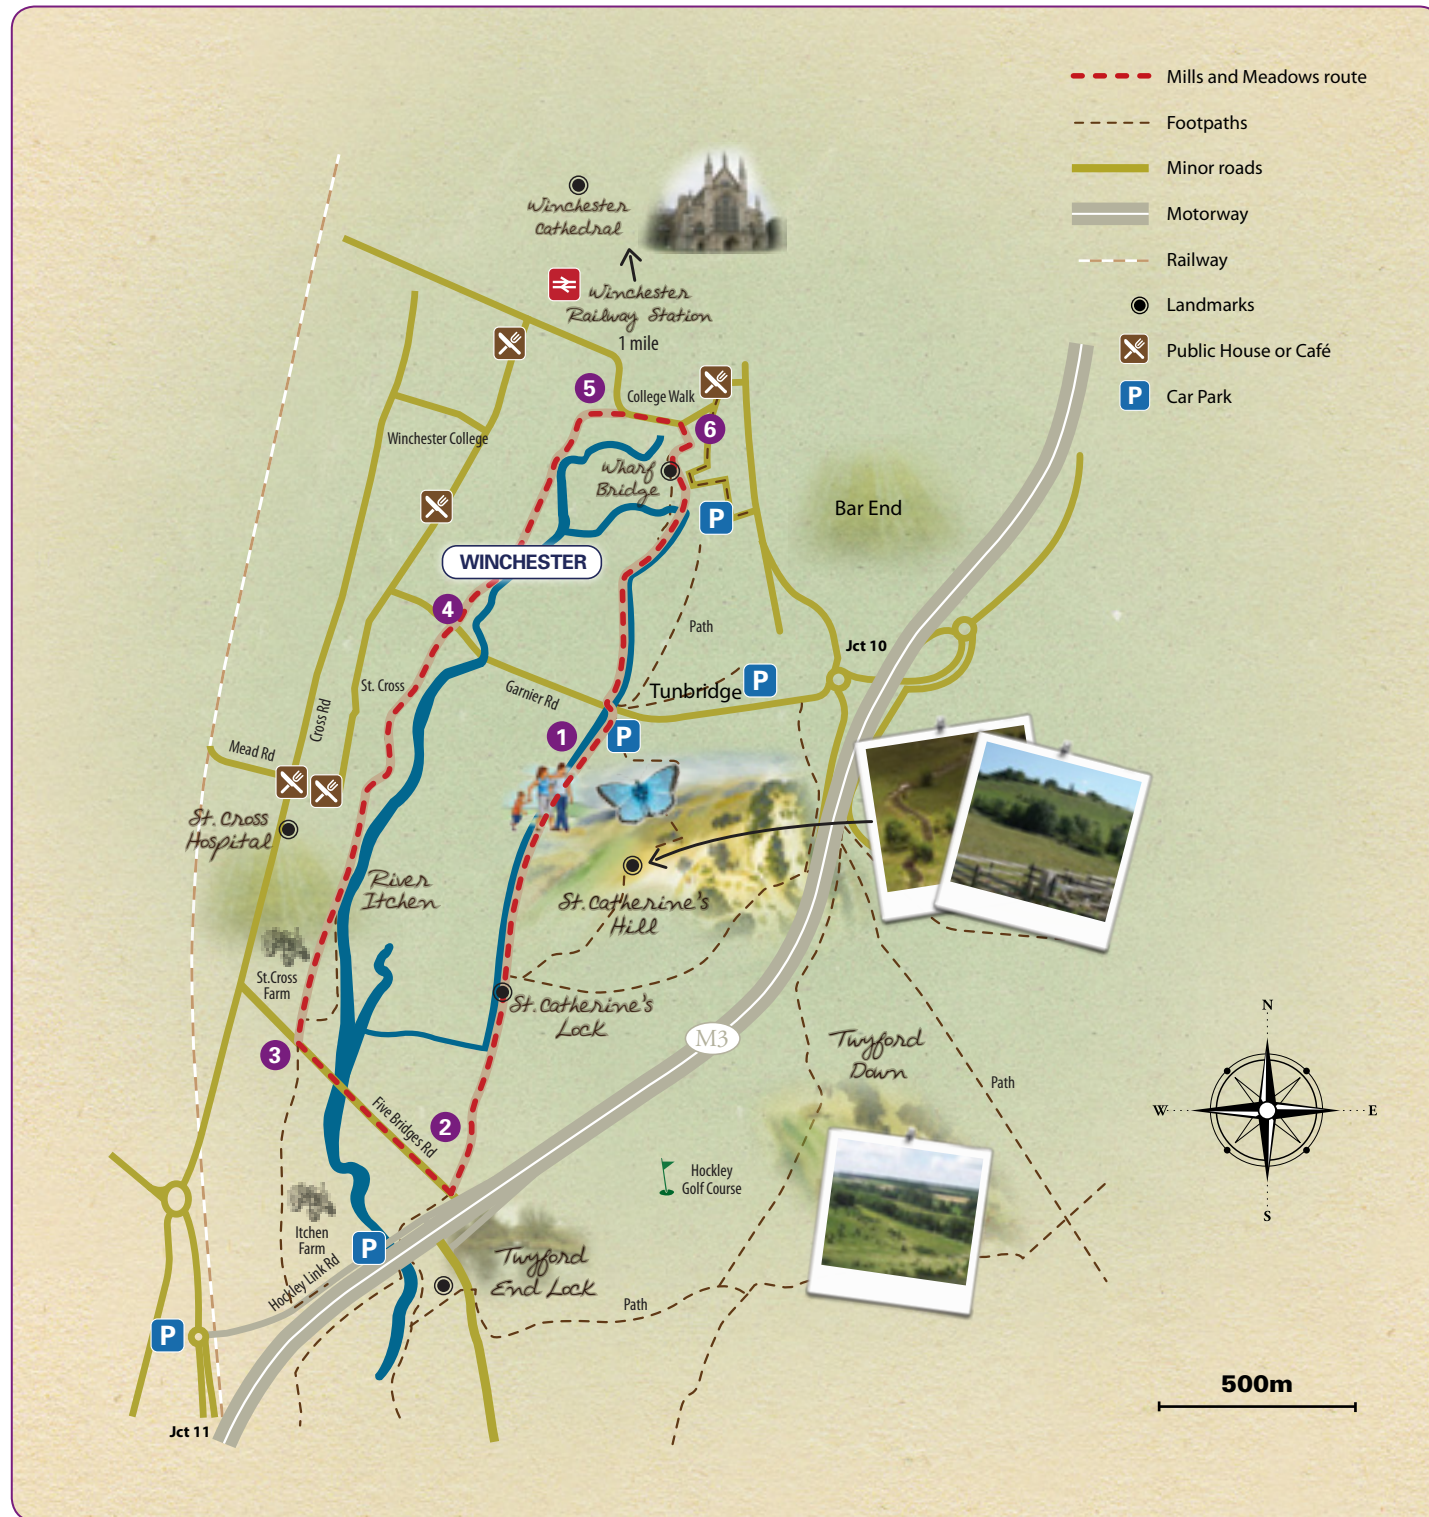 Mills and Meadows route
Footpaths
Minor roads
Motorway
Railway
Landmarks
Public House or Café
P
Car Park
Winchester
Cathedral
Winchester
Railway Station
1 mile
5
College Walk
6
Winchester College
Wharf
Bridge
P
Bar End
WINCHESTER
4
Path
Jct 10
St. Cross
Garnier Rd
Tunbridge
P
Cross Rd
Mead Rd
1
P
St. Cross
Hospital
River
Itchen
St. Catherine's
Hill
St.Cross
Farm
St. Catherine's
Lock
3
M3
Twyford
Down
Path
N
W
E
S
Five Bridges Rd
2
Hockley
Golf Course
Itchen
Farm
P
Hockley Link Rd
Twyford
End Lock
Path
P
Jct 11
500m